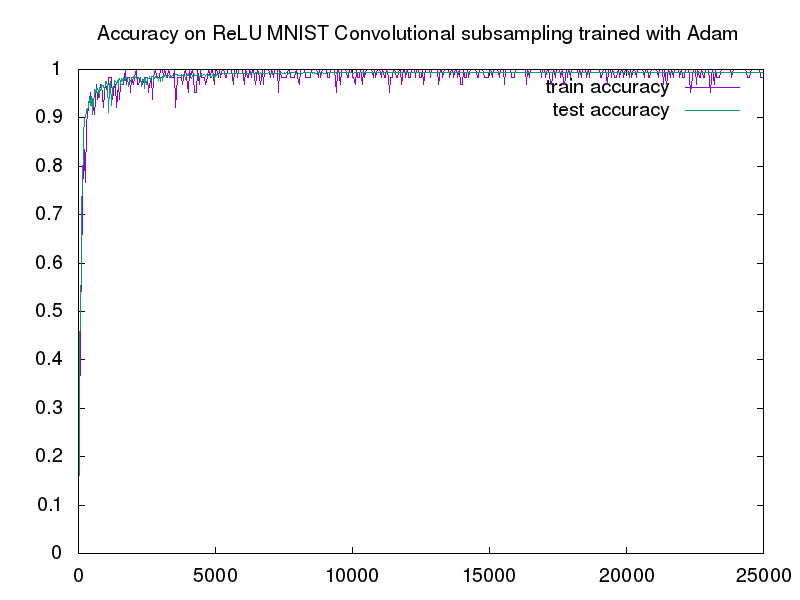 Accuracy on ReLU MNIST Convolutional subsampling trained with Adam
1
train accuracy
test accuracy
0.9
0.8
0.7
0.6
0.5
0.4
0.3
0.2
0.1
0
0 5000 10000 15000 20000 25000